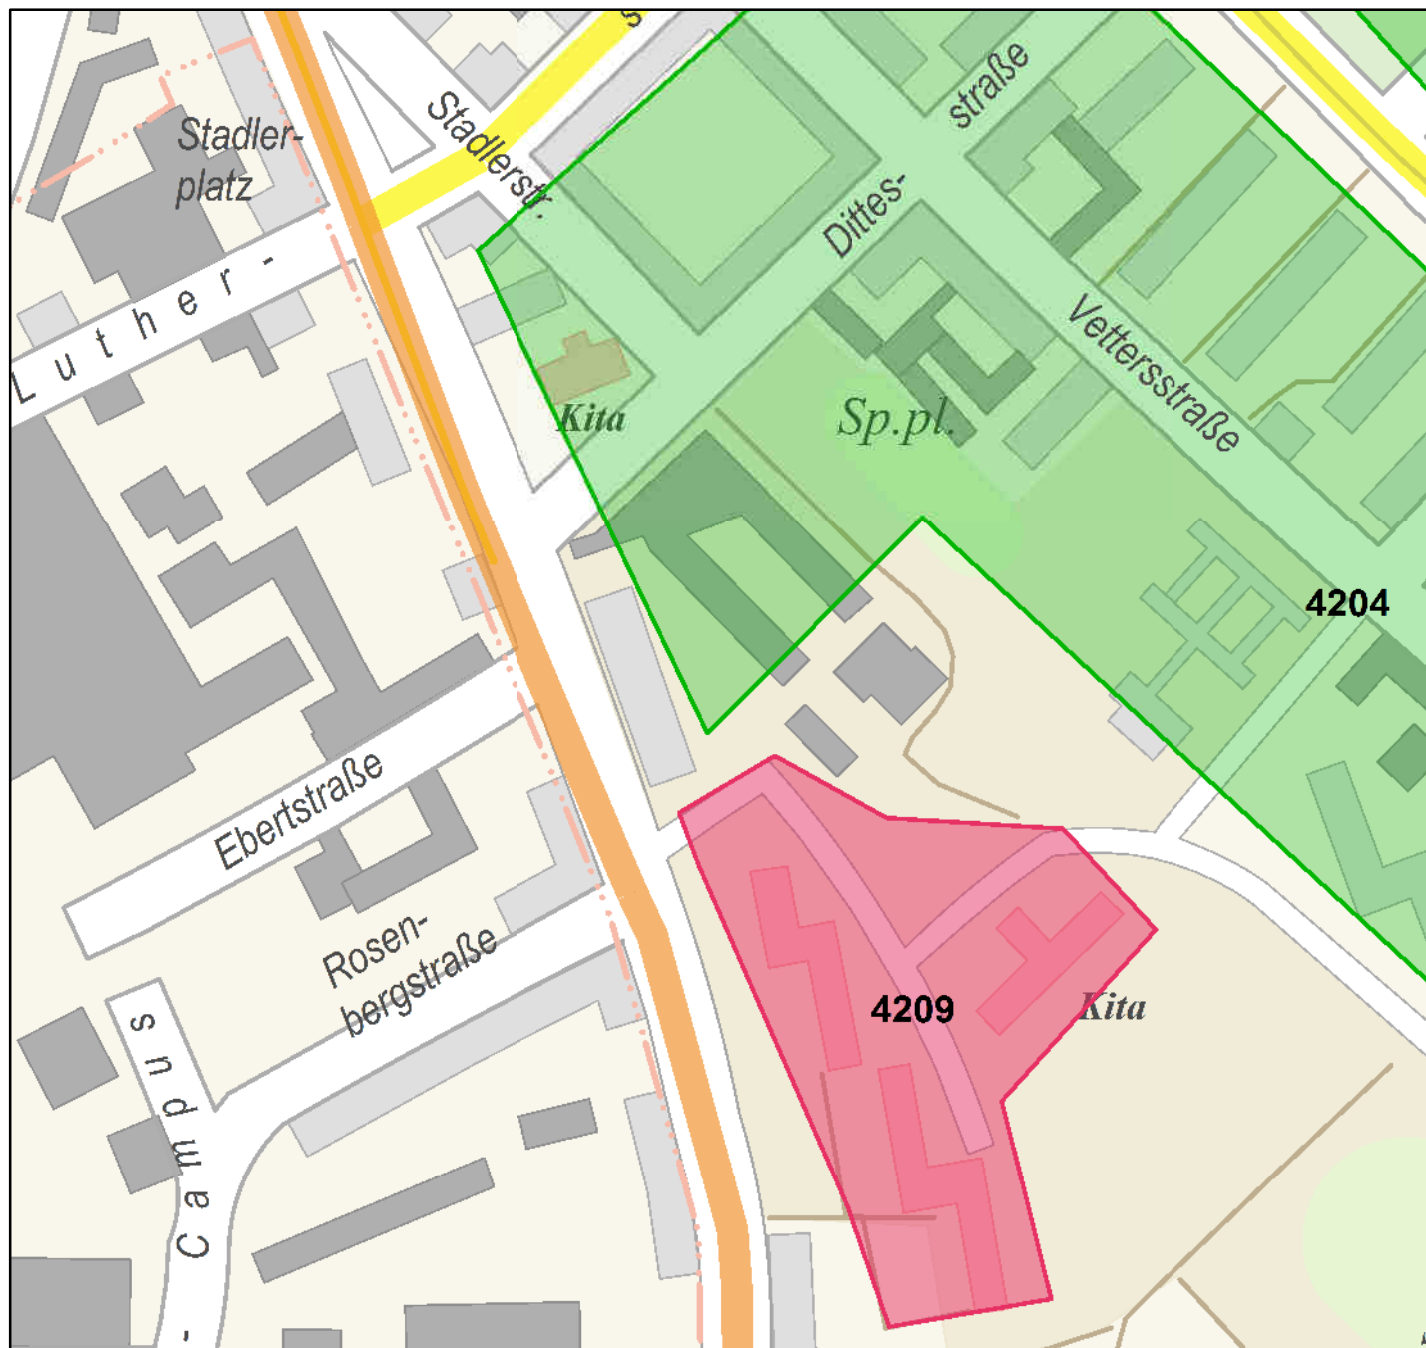 Stadlerstr.
straße
Stadler-
platz
Dittes-
Luther-
Vettersstraße
Kita
Sp.pl.
4204
Ebertstraße
Rosen-
bergstraße
4209
Kita
- Campus